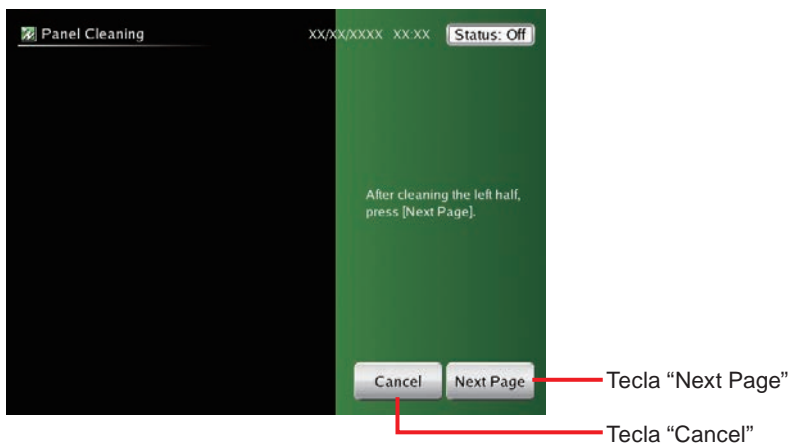 Panel Cleaning XX/XX/XXXX XX:XX Status: Off
After cleaning the left half,
press [Next Page].
Cancel Next Page
Tecla “Next Page”
Tecla “Cancel”